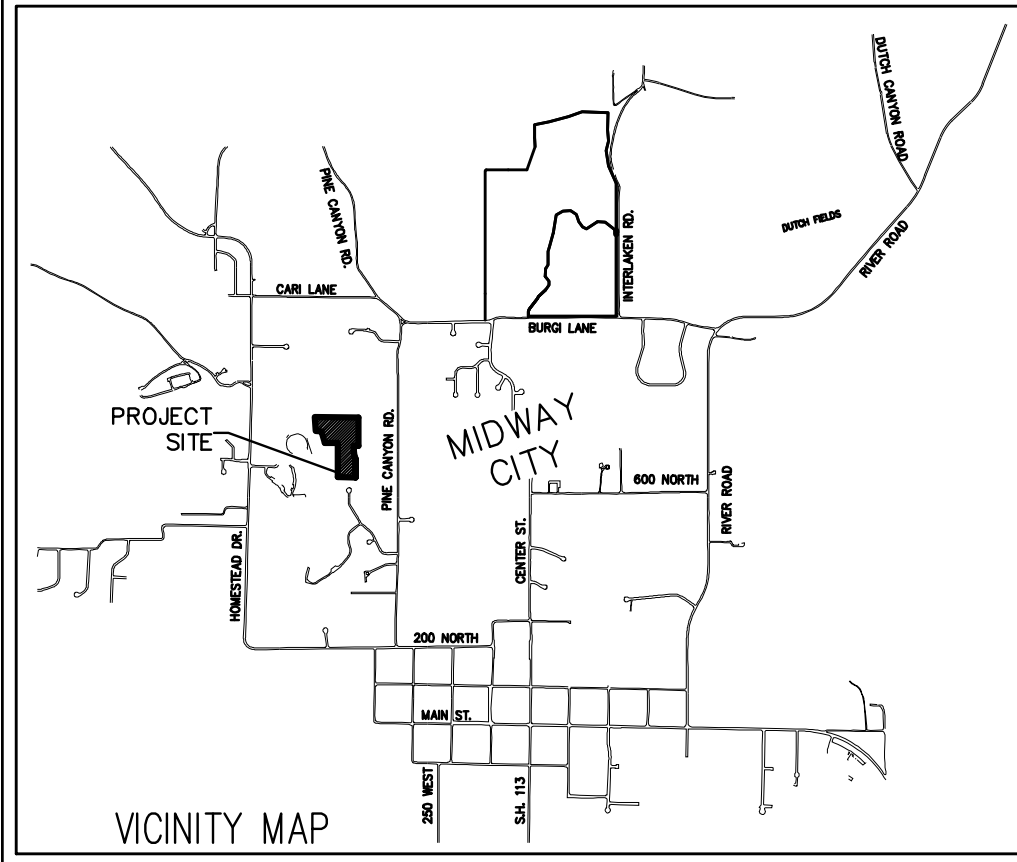 DUTCH CANYON ROAD
PINE CANYON RD.
DUTCH FIELDS
INTERLAKEN RD.
RIVER ROAD
CARI LANE
BURGI LANE
PROJECT
SITE
PINE CANYON RD.
MIDWAY
CITY
600 NORTH
RIVER ROAD
CENTER ST.
HOMESTEAD DR.
200 NORTH
MAIN ST.
250 WEST
S.H. 113
VICINITY MAP